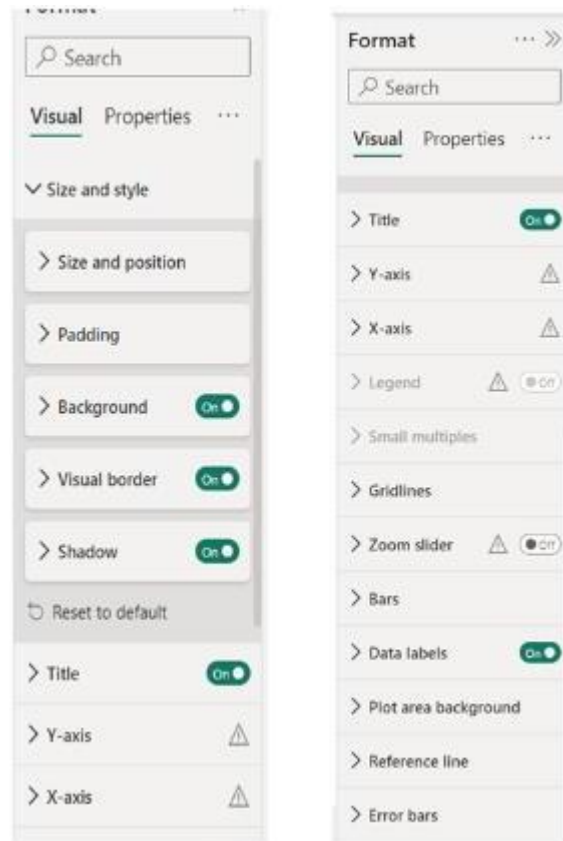 Format
Search
Visual Properties ...
Size and style
Size and position
Padding
Background On
Visual border On
Shadow On
Reset to default
Title On
Y-axis
X-axis
Format ...
Search
Visual Properties ...
Title On
Y-axis
X-axis
Legend Off
Small multiples
Gridlines
Zoom slider Off
Bars
Data labels On
Plot area background
Reference line
Error bars